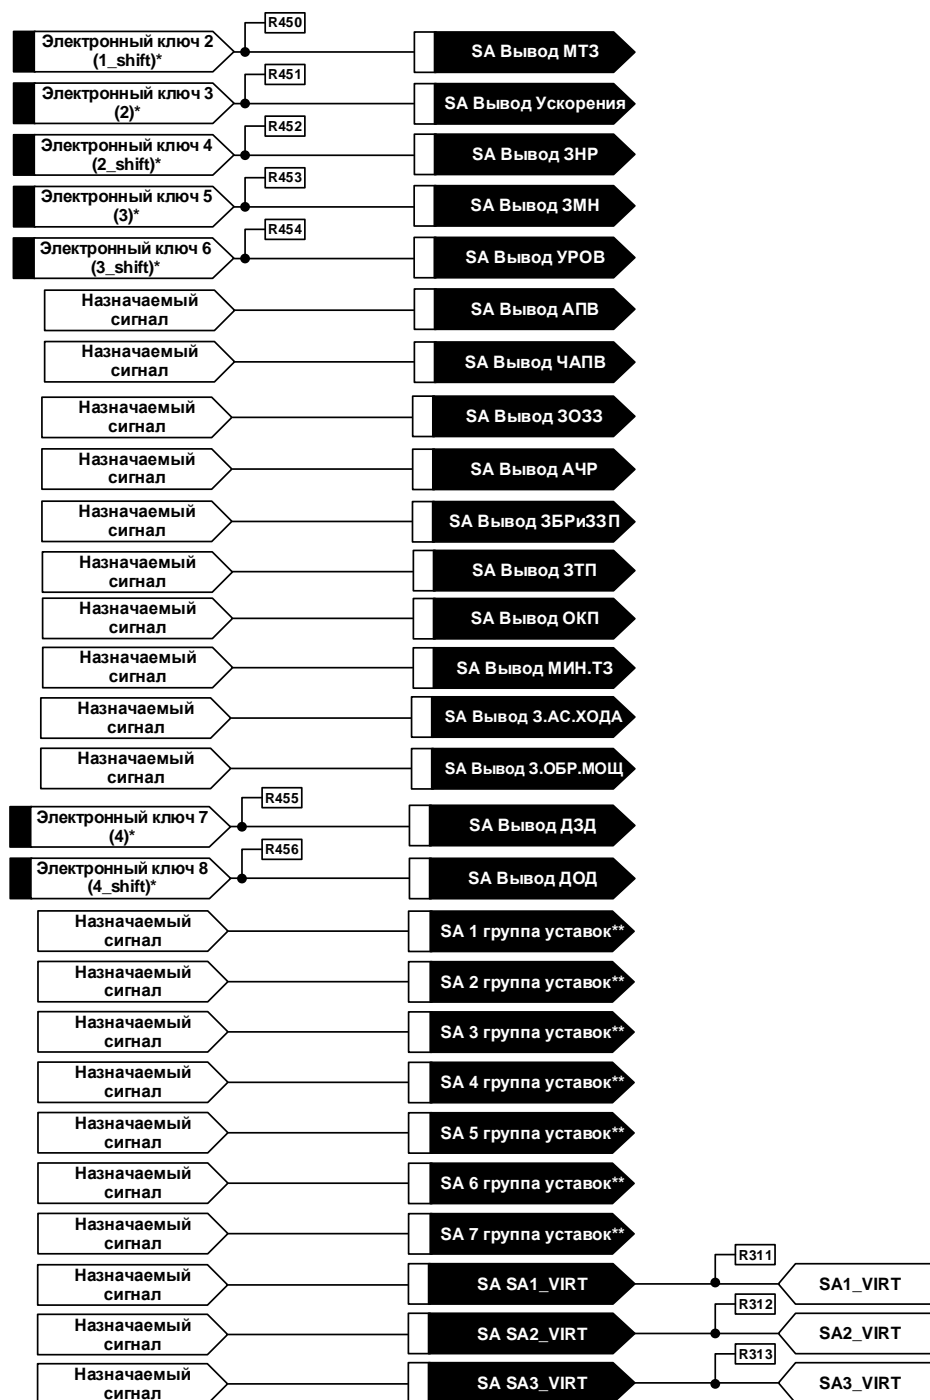 R450
Электронный ключ 2
(1_shift)*
SA Вывод МТЗ
R451
Электронный ключ 3
(2)*
SA Вывод Ускорения
R452
Электронный ключ 4
(2_shift)*
SA Вывод ЗНР
R453
Электронный ключ 5
(3)*
SA Вывод ЗМН
R454
Электронный ключ 6
(3_shift)*
SA Вывод УРОВ
Назначаемый
сигнал
SA Вывод АПВ
Назначаемый
сигнал
SA Вывод ЧАПВ
Назначаемый
сигнал
SA Вывод ЗОЗЗ
Назначаемый
сигнал
SA Вывод АЧР
Назначаемый
сигнал
SA Вывод ЗБРиЗЗП
Назначаемый
сигнал
SA Вывод ЗТП
Назначаемый
сигнал
SA Вывод ОКП
Назначаемый
сигнал
SA Вывод МИН.ТЗ
Назначаемый
сигнал
SA Вывод З.АС.ХОДА
Назначаемый
сигнал
SA Вывод З.ОБР.МОЩ
R455
Электронный ключ 7
(4)*
SA Вывод ДЗД
R456
Электронный ключ 8
(4_shift)*
SA Вывод ДОД
Назначаемый
сигнал
SA 1 группа уставок**
Назначаемый
сигнал
SA 2 группа уставок**
Назначаемый
сигнал
SA 3 группа уставок**
Назначаемый
сигнал
SA 4 группа уставок**
Назначаемый
сигнал
SA 5 группа уставок**
Назначаемый
сигнал
SA 6 группа уставок**
Назначаемый
сигнал
SA 7 группа уставок**
R311
Назначаемый
сигнал
SA SA1_VIRT
SA1_VIRT
R312
Назначаемый
сигнал
SA SA2_VIRT
SA2_VIRT
R313
Назначаемый
сигнал
SA SA3_VIRT
SA3_VIRT